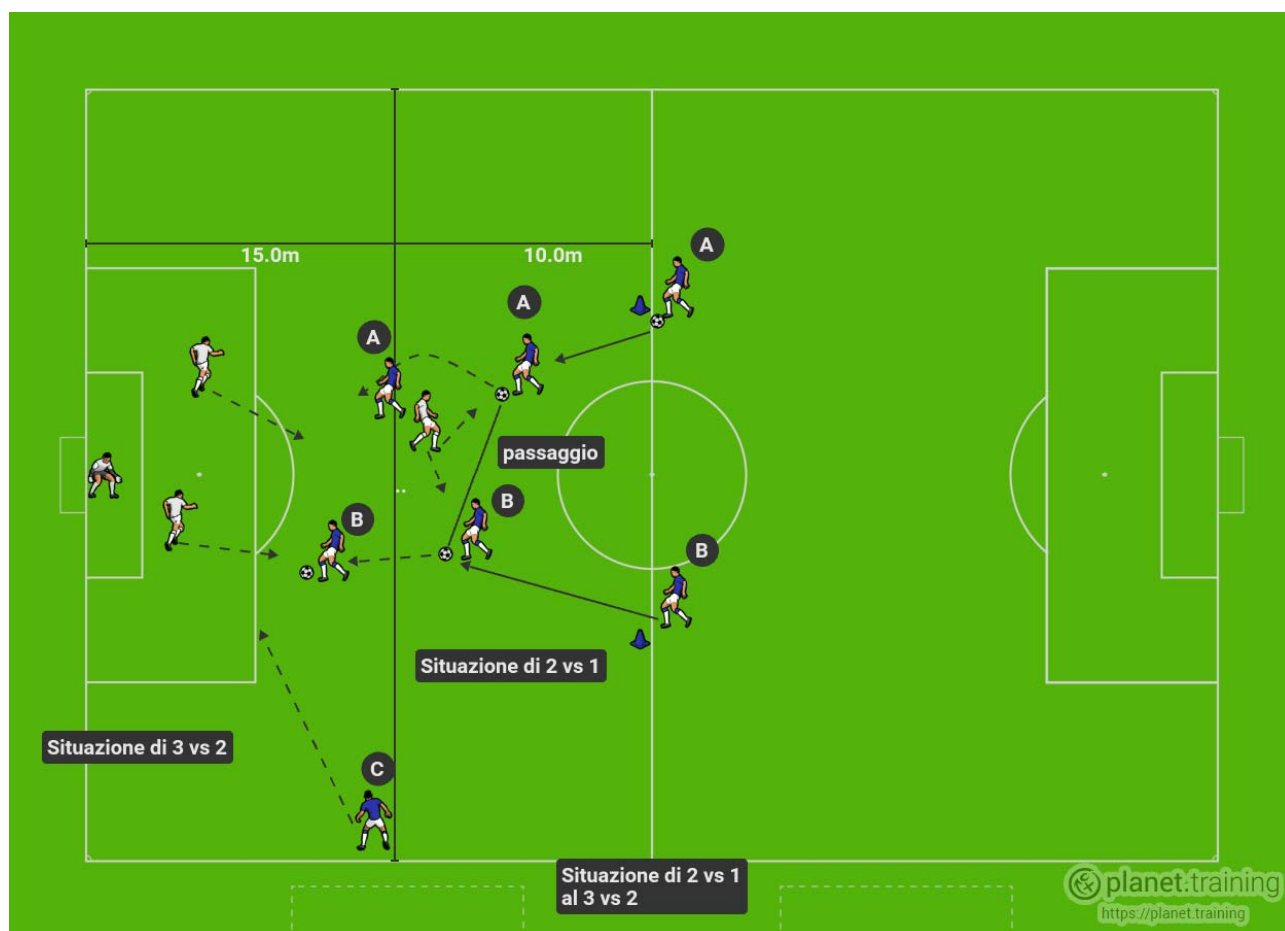 A
15.0m
10.0m
A
A
passaggio
B
B
B
Situazione di 2 vs 1
Situazione di 3 vs 2
C
Situazione di 2 vs 1
al 3 vs 2
planet.training
https://planet.training